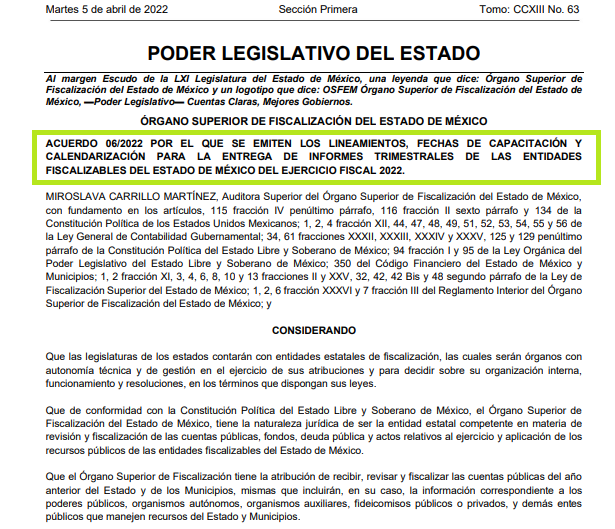 Martes 5 de abril de 2022 Sección Primera Tomo: CCXIII No. 63
PODER LEGISLATIVO DEL ESTADO
Al margen Escudo de la LXI Legislatura del Estado de México, una leyenda que dice: Órgano Superior de
Fiscalización del Estado de México y un logotipo que dice: OSFEM Órgano Superior de Fiscalización del Estado de
México, —Poder Legislativo— Cuentas Claras, Mejores Gobiernos.
ÓRGANO SUPERIOR DE FISCALIZACIÓN DEL ESTADO DE MÉXICO
ACUERDO 06/2022 POR EL QUE SE EMITEN LOS LINEAMIENTOS, FECHAS DE CAPACITACIÓN Y
CALENDARIZACIÓN PARA LA ENTREGA DE INFORMES TRIMESTRALES DE LAS ENTIDADES
FISCALIZABLES DEL ESTADO DE MÉXICO DEL EJERCICIO FISCAL 2022.
MIROSLAVA CARRILLO MARTÍNEZ, Auditora Superior del Órgano Superior de Fiscalización del Estado de México,
con fundamento en los artículos, 115 fracción IV penúltimo párrafo, 116 fracción II sexto párrafo y 134 de la
Constitución Política de los Estados Unidos Mexicanos; 1, 2, 4 fracción XII, 44, 47, 48, 49, 51, 52, 53, 54, 55 y 56 de
la Ley General de Contabilidad Gubernamental; 34, 61 fracciones XXXII, XXXIII, XXXIV y XXXV, 125 y 129 penúltimo
párrafo de la Constitución Política del Estado Libre y Soberano de México; 94 fracción I y 95 de la Ley Orgánica del
Poder Legislativo del Estado Libre y Soberano de México; 350 del Código Financiero del Estado de México y
Municipios; 1, 2 fracción XI, 3, 4, 6, 8, 10 y 13 fracciones II y XXV, 32, 42, 42 Bis y 48 segundo párrafo de la Ley de
Fiscalización Superior del Estado de México; 1, 2, 6 fracción XXXVI y 7 fracción III del Reglamento Interior del Órgano
Superior de Fiscalización del Estado de México; y
CONSIDERANDO
Que las legislaturas de los estados contarán con entidades estatales de fiscalización, las cuales serán órganos con
autonomía técnica y de gestión en el ejercicio de sus atribuciones y para decidir sobre su organización interna,
funcionamiento y resoluciones, en los términos que dispongan sus leyes.
Que de conformidad con la Constitución Política del Estado Libre y Soberano de México, el Órgano Superior de
Fiscalización del Estado de México, tiene la naturaleza jurídica de ser la entidad estatal competente en materia de
revisión y fiscalización de las cuentas públicas, fondos, deuda pública y actos relativos al ejercicio y aplicación de los
recursos públicos de las entidades fiscalizables del Estado de México.
Que el Órgano Superior de Fiscalización tiene la atribución de recibir, revisar y fiscalizar las cuentas públicas del año
anterior del Estado y de los Municipios, mismas que incluirán, en su caso, la información correspondiente a los
poderes públicos, organismos autónomos, organismos auxiliares, fideicomisos públicos o privados, y demás entes
públicos que manejen recursos del Estado y Municipios.